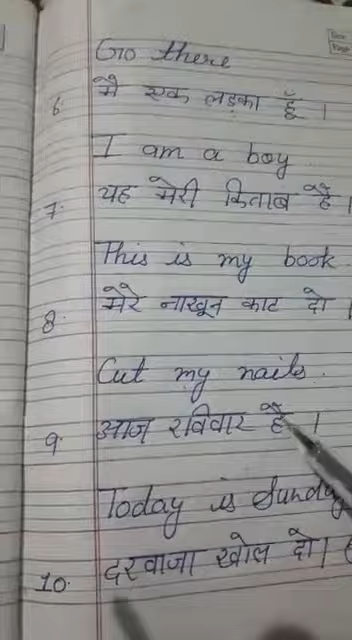 Go there
6. मै एक लड़का हूँ ।
I am a boy
7. यह मेरी किताब है ।
This is my book.
8. मेरे नाखून काट दो ।
Cut my nails.
9. आज रविवार है ।
Today is Sundy
10. दरवाजा खोल दो ।